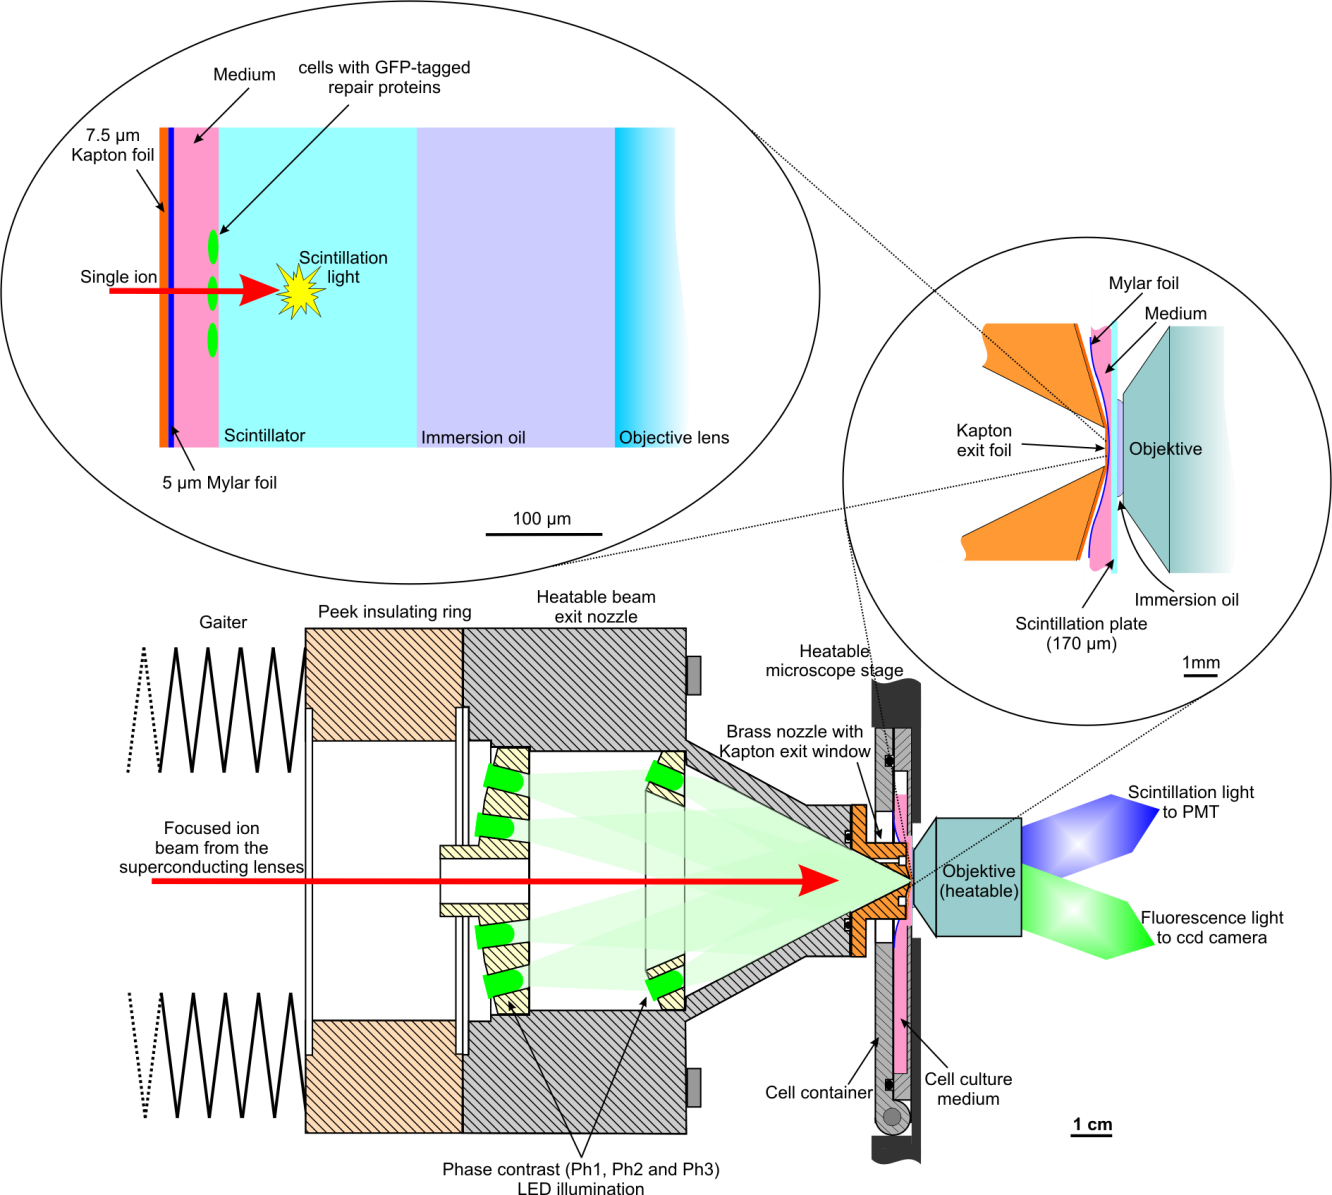 Medium
cells with GFP-tagged
repair proteins
7.5 µm
Kapton foil
Single ion
Scintillation
light
Scintillator
Immersion oil
Objective lens
5 µm Mylar foil
100 µm
Mylar foil
Medium
Kapton
exit foil
Objektive
Immersion oil
Scintillation plate
(170 µm)
1mm
Gaiter
Peek insulating ring
Heatable beam
exit nozzle
Heatable
microscope stage
Brass nozzle with
Kapton exit window
Focused ion
beam from the
superconducting lenses
Objektive
(heatable)
Scintillation light
to PMT
Fluorescence light
to ccd camera
Cell container
Cell culture
medium
1 cm
Phase contrast (Ph1, Ph2 and Ph3)
LED illumination